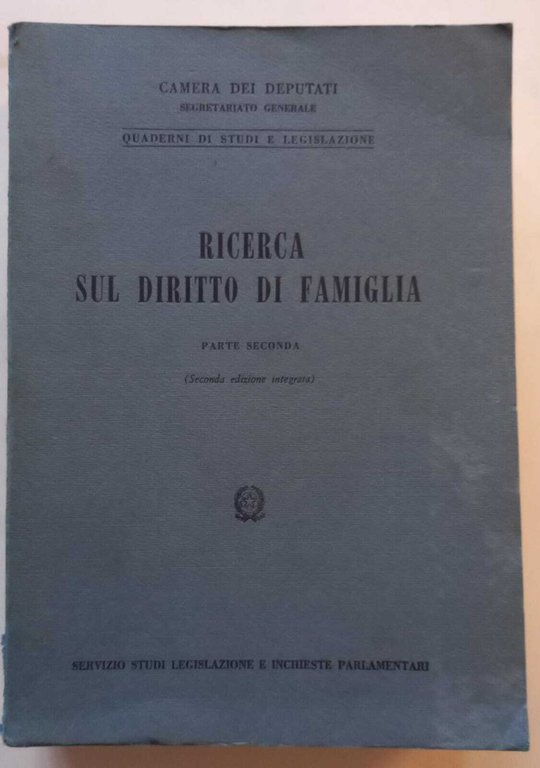 CAMERA DEI DEPUTATI
SEGRETARIATO GENERALE
QUADERNI DI STUDI E LEGISLAZIONE
RICERCA
SUL DIRITTO DI FAMIGLIA
PARTE SECONDA
(Seconda edizione integrata)
SERVIZIO STUDI LEGISLAZIONE E INCHIESTE PARLAMENTARI